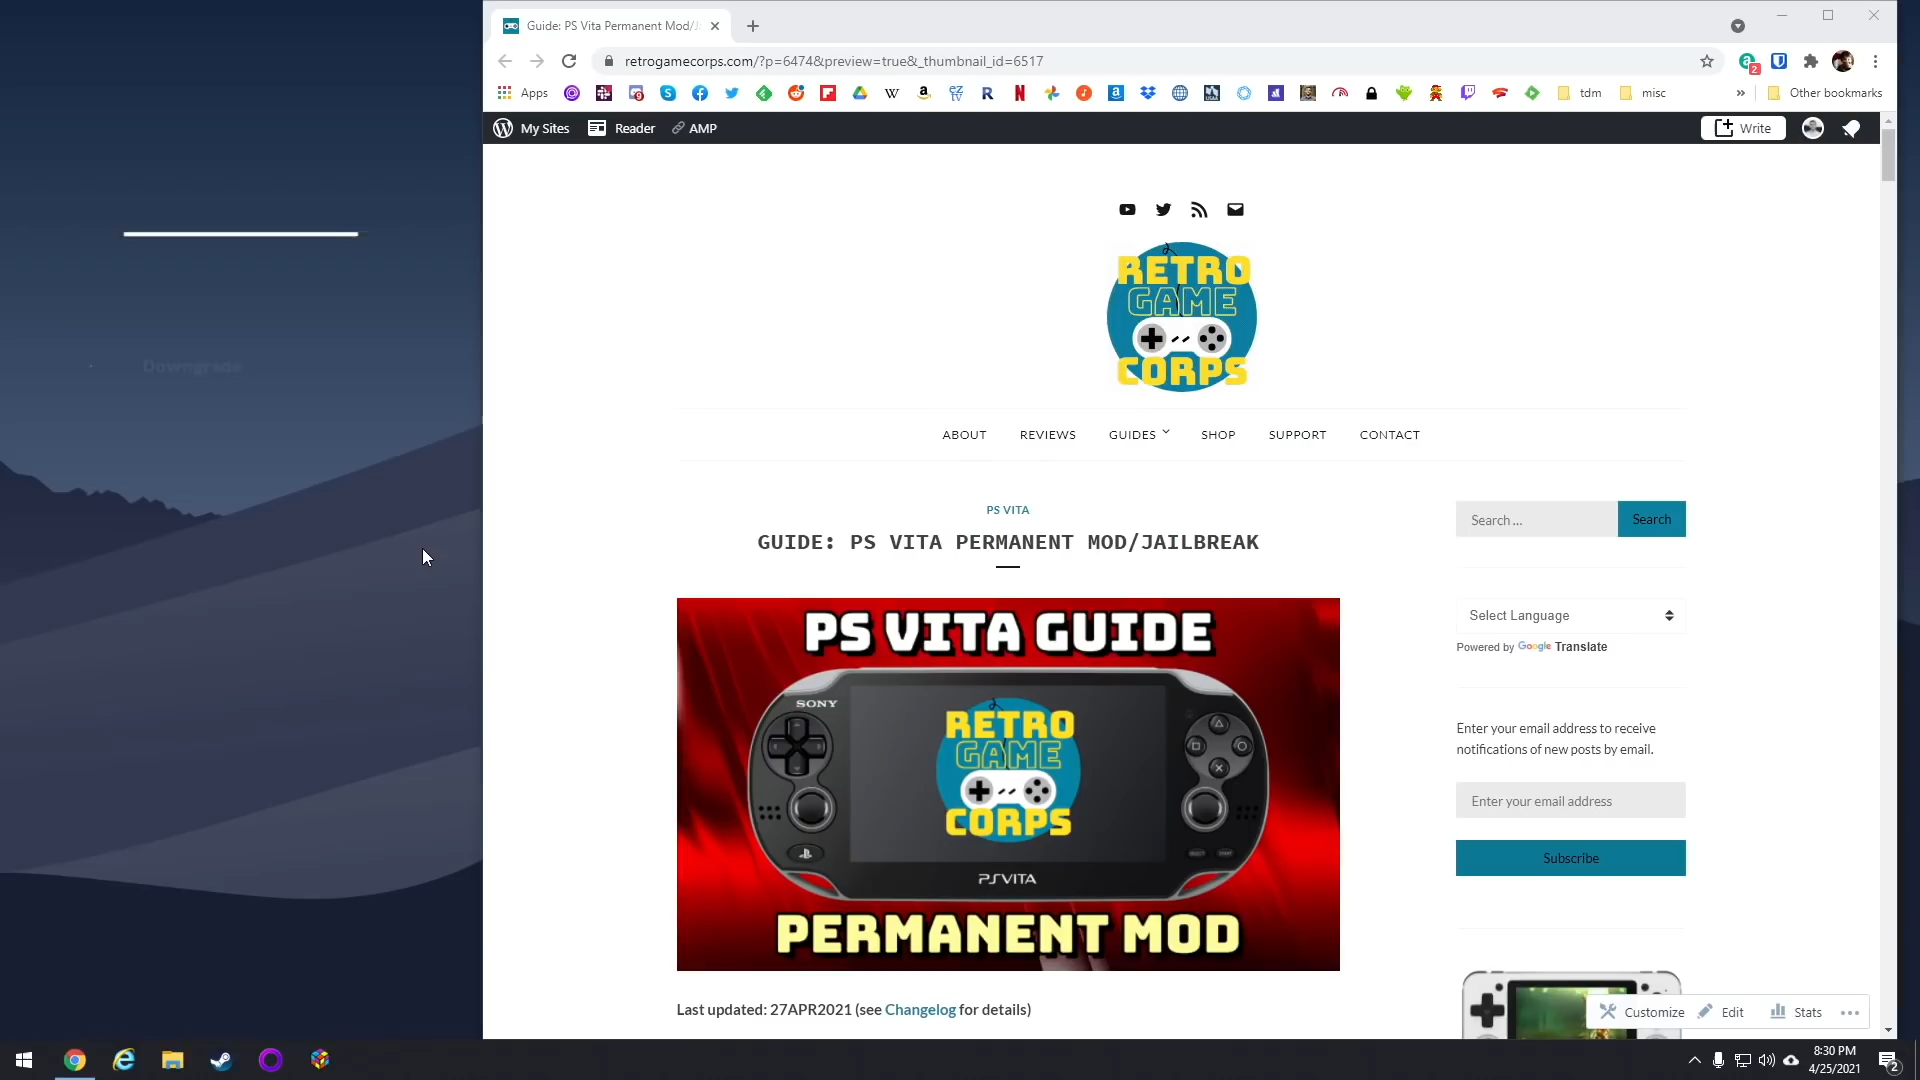 Guide: PS Vita Permanent Mod/J
retrogamecorps.com/?p=6474&preview=true&_thumbnail_id=6517
Apps
tdm
misc
»
Other bookmarks
My Sites
Reader
AMP
Write
RETRO
GAME
CORPS
ABOUT
REVIEWS
GUIDES
SHOP
SUPPORT
CONTACT
PS VITA
GUIDE: PS VITA PERMANENT MOD/JAILBREAK
Search …
Search
PS VITA GUIDE
SONY
RETRO
GAME
CORPS
PSVITA
PERMANENT MOD
Select Language
Powered by Google Translate
Enter your email address to receive
notifications of new posts by email.
Enter your email address
Subscribe
Last updated: 27APR2021 (see Changelog for details)
Customize
Edit
Stats
Downgrade
8:30 PM
4/25/2021
2